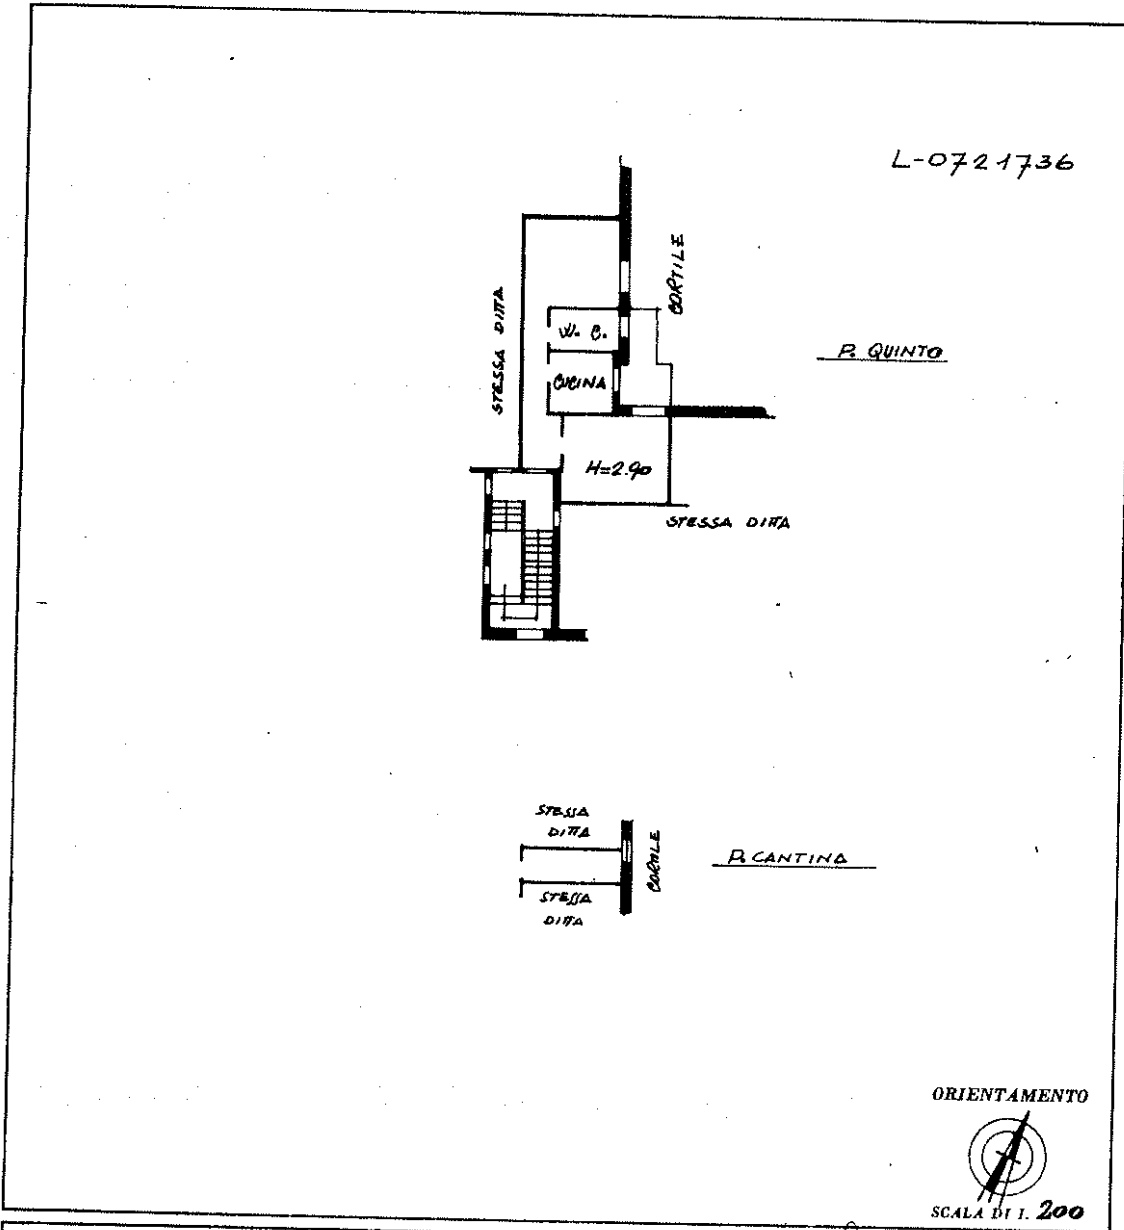 L-0721736
CORTILE
STESSA DITTA
W. C.
P. QUINTO
CUCINA
H=2.90
STESSA DITTA
STESSA
DITTA
CORTILE
P. CANTINA
STESSA
DITTA
ORIENTAMENTO
SCALA DI 1. 200